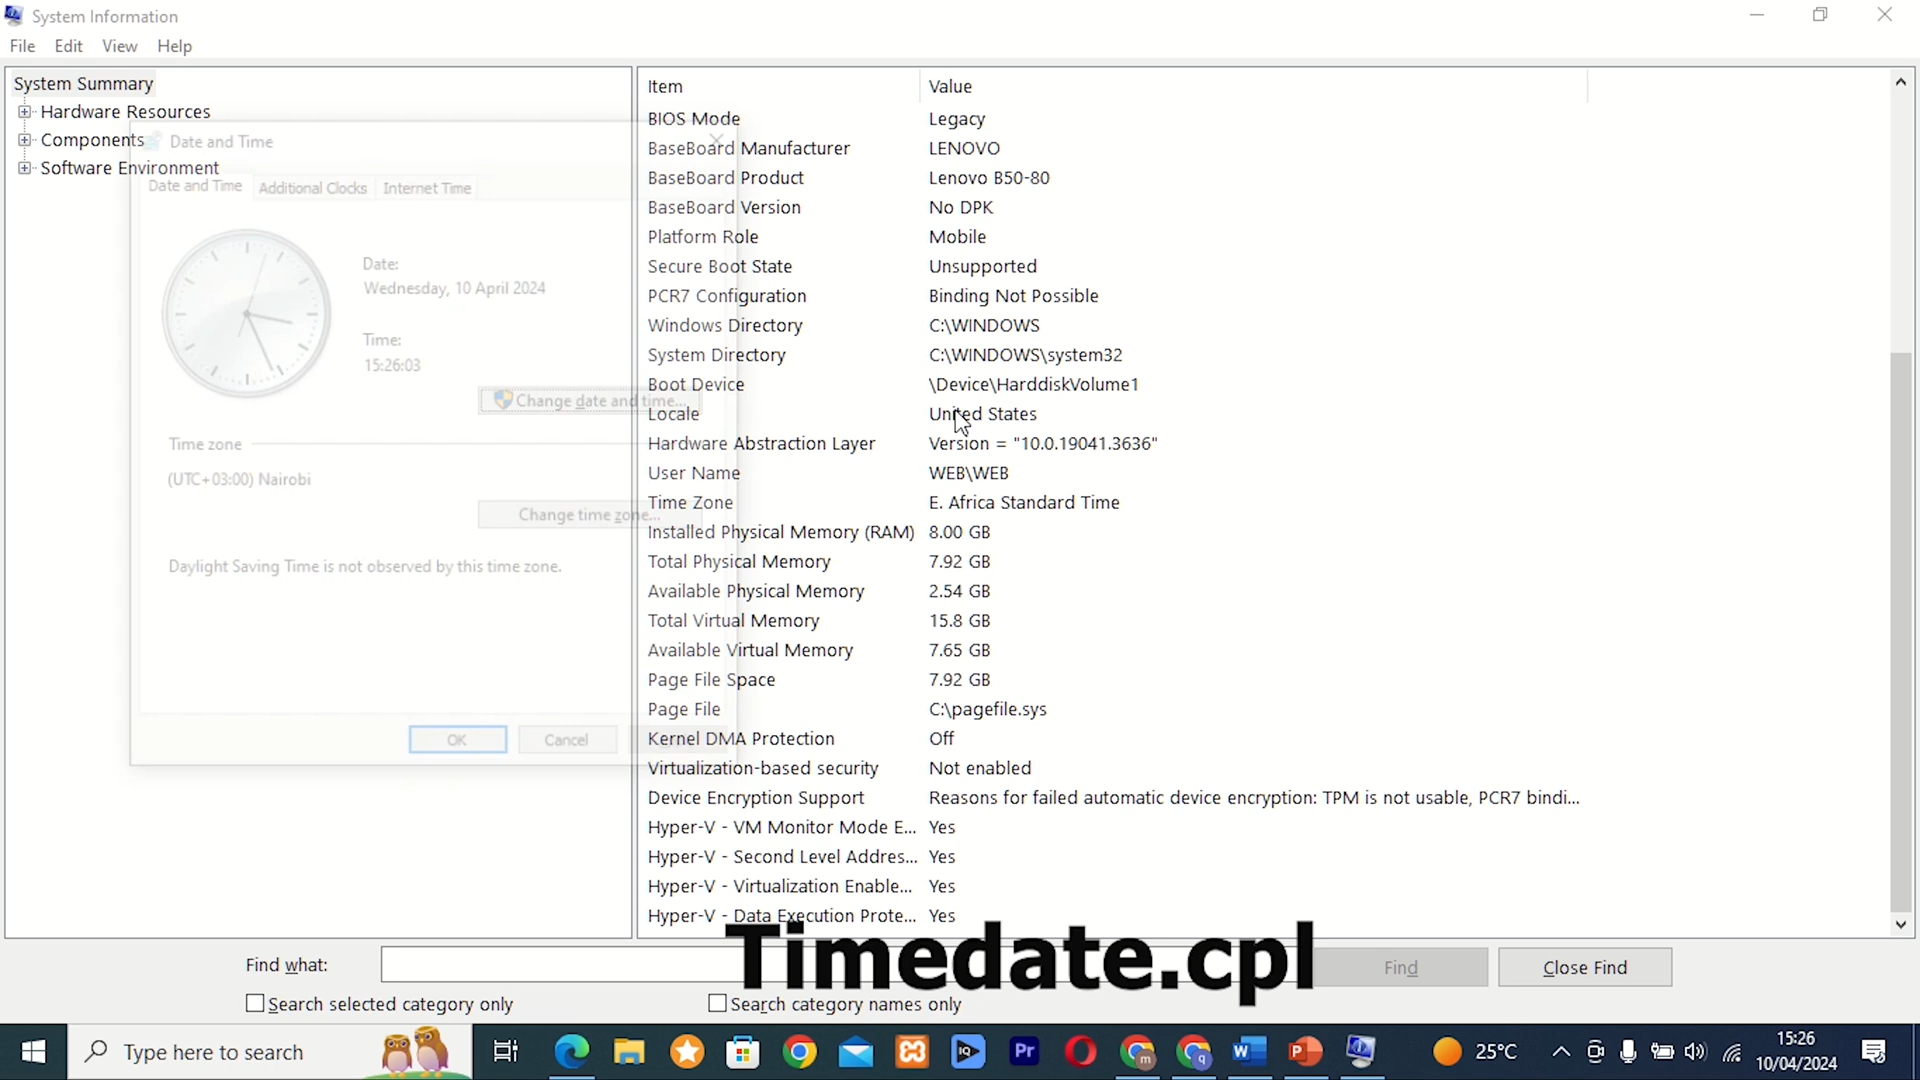 System Information
File Edit View Help
System Summary
Hardware Resources
Components
Software Environment
Date and Time
Date and Time Additional Clocks Internet Time
Date:
Wednesday, 10 April 2024
Time:
15:26:03
Change date and time...
Time zone
(UTC+03:00) Nairobi
Change time zone...
Daylight Saving Time is not observed by this time zone.
OK Cancel
Item Value
BIOS Mode Legacy
BaseBoard Manufacturer LENOVO
BaseBoard Product Lenovo B50-80
BaseBoard Version No DPK
Platform Role Mobile
Secure Boot State Unsupported
PCR7 Configuration Binding Not Possible
Windows Directory C:\WINDOWS
System Directory C:\WINDOWS\system32
Boot Device \Device\HarddiskVolume1
Locale United States
Hardware Abstraction Layer Version = "10.0.19041.3636"
User Name WEB\WEB
Time Zone E. Africa Standard Time
Installed Physical Memory (RAM) 8.00 GB
Total Physical Memory 7.92 GB
Available Physical Memory 2.54 GB
Total Virtual Memory 15.8 GB
Available Virtual Memory 7.65 GB
Page File Space 7.92 GB
Page File C:\pagefile.sys
Kernel DMA Protection Off
Virtualization-based security Not enabled
Device Encryption Support Reasons for failed automatic device encryption: TPM is not usable, PCR7 bindi...
Hyper-V - VM Monitor Mode E... Yes
Hyper-V - Second Level Addres... Yes
Hyper-V - Virtualization Enable... Yes
Hyper-V - Data Execution Prote... Yes
Timedate.cpl
Find what: Find Close Find
Search selected category only Search category names only
Type here to search
IQ
Pr
m
q
W
P
25°C
15:26
10/04/2024